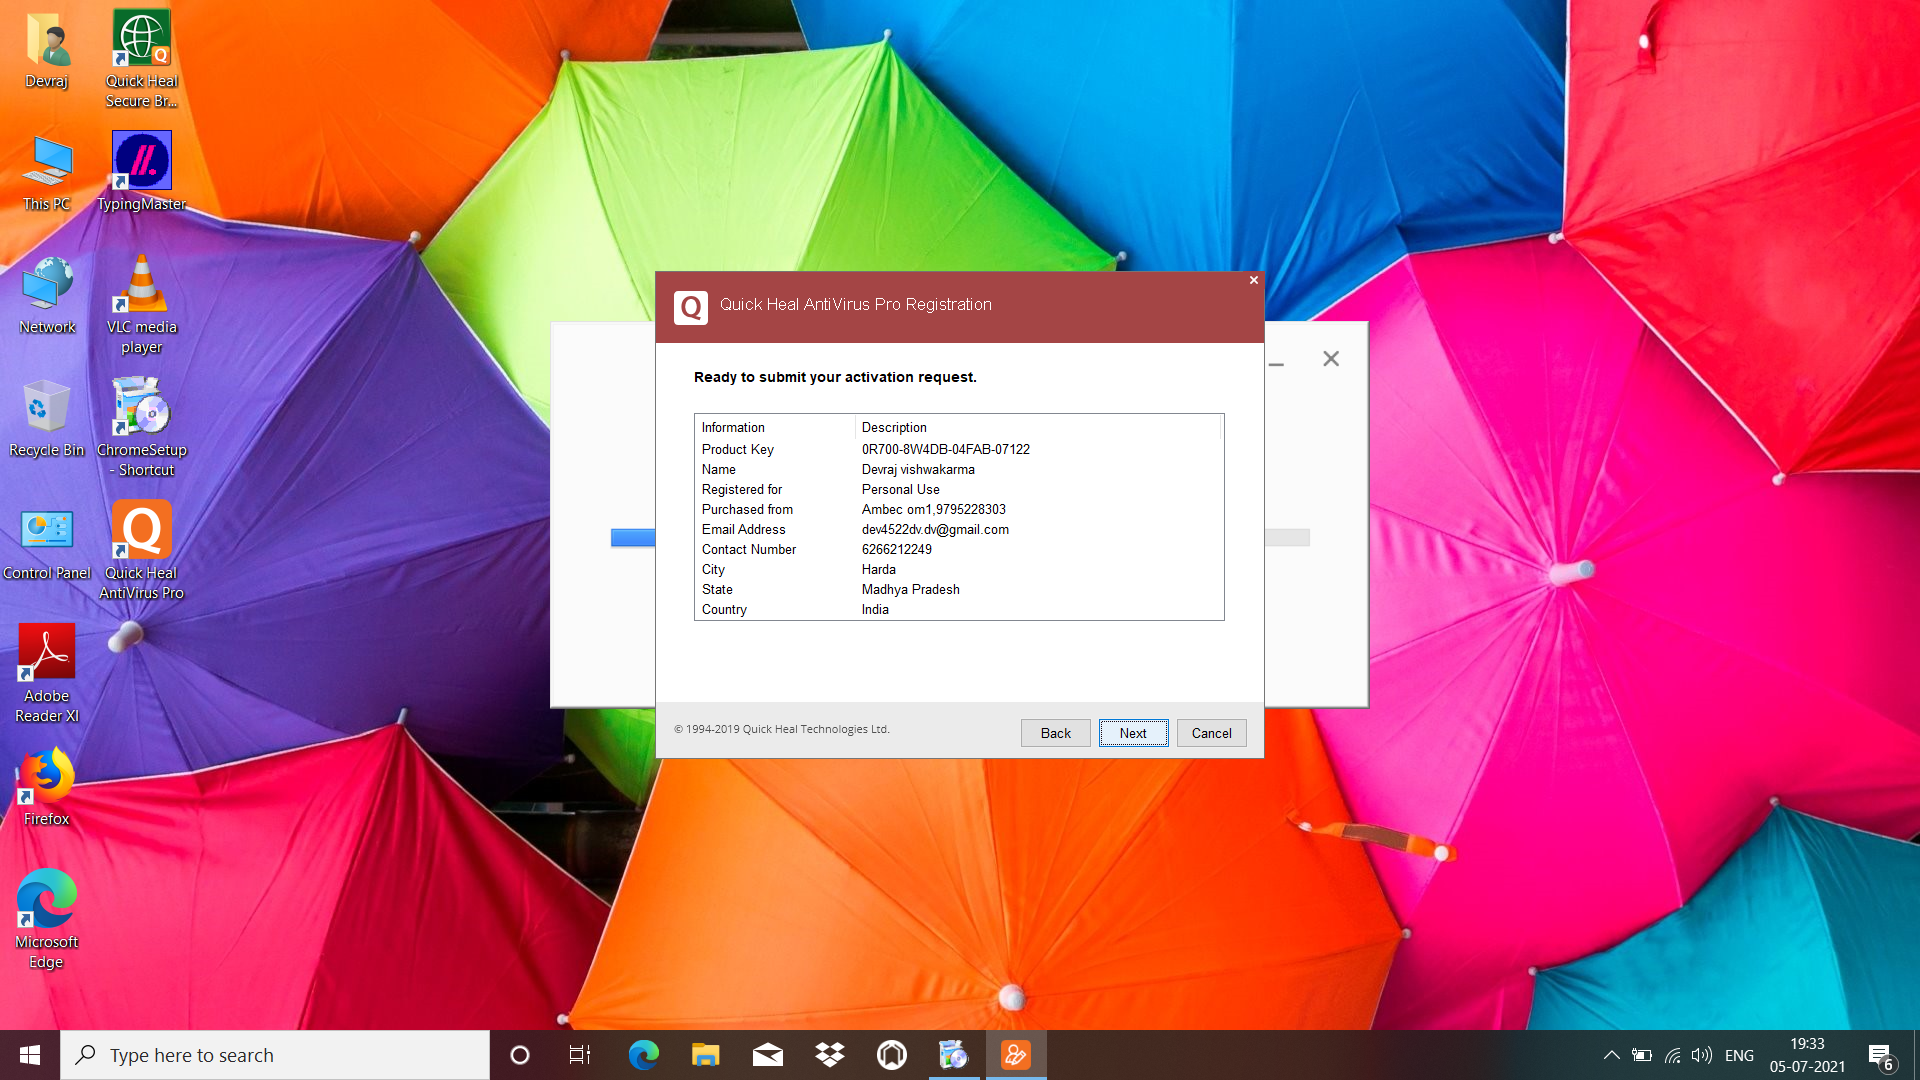 Devraj
Quick Heal
Secure Br...
This PC
TypingMaster
Network
VLC media
player
Recycle Bin
ChromeSetup
- Shortcut
Control Panel
Quick Heal
AntiVirus Pro
Adobe
Reader XI
Firefox
Microsoft
Edge
Q Quick Heal AntiVirus Pro Registration
Ready to submit your activation request.
Information Description
Product Key 0R700-8W4DB-04FAB-07122
Name Devraj vishwakarma
Registered for Personal Use
Purchased from Ambec om1,9795228303
Email Address dev4522dv.dv@gmail.com
Contact Number 6266212249
City Harda
State Madhya Pradesh
Country India
© 1994-2019 Quick Heal Technologies Ltd.
Back Next Cancel
Type here to search
ENG
19:33
05-07-2021
6